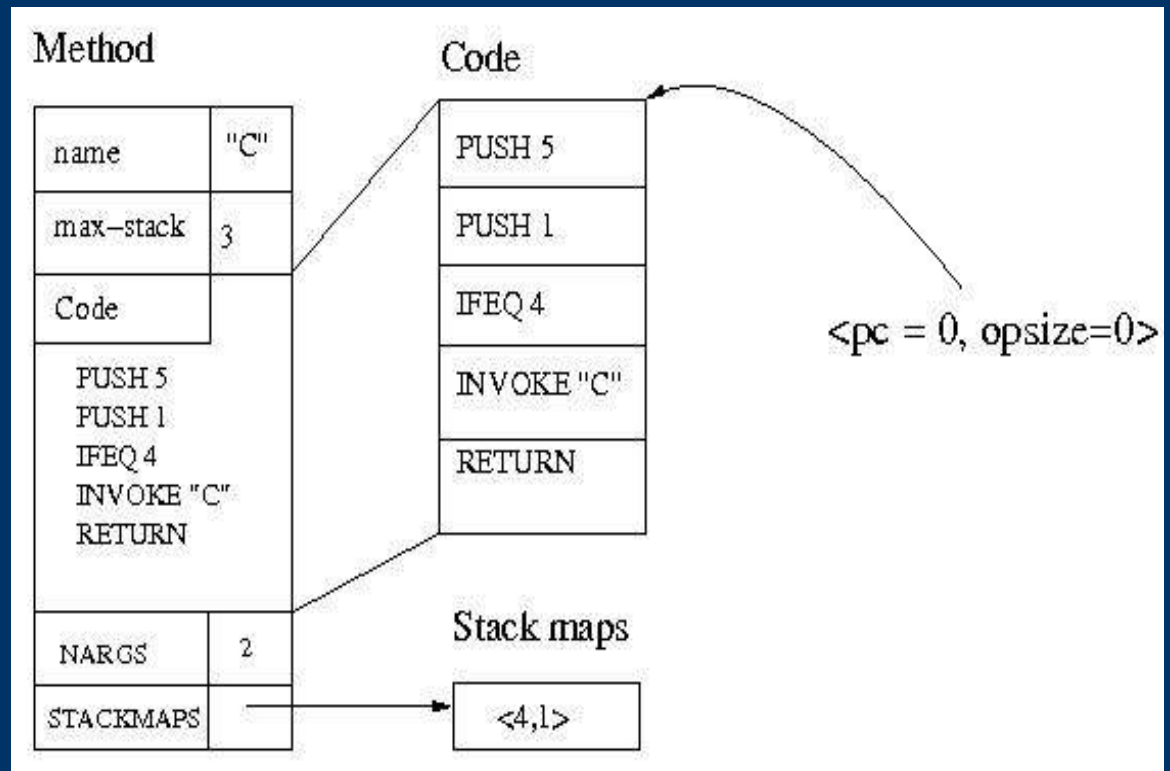 Method
name "C"
max-stack 3
Code
PUSH 5
PUSH 1
IFEQ 4
INVOKE "C"
RETURN
NARGS 2
STACKMAPS
Code
PUSH 5
PUSH 1
IFEQ 4
INVOKE "C"
RETURN
Stack maps
<4,1>
<pc = 0, opsize=0>